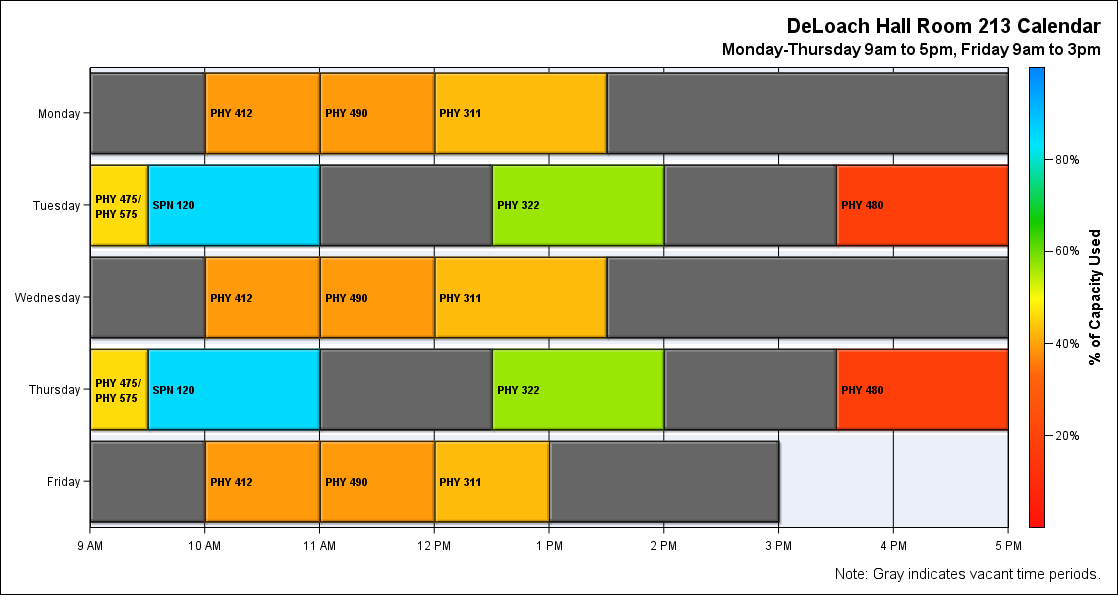 DeLoach Hall Room 213 Calendar
Monday-Thursday 9am to 5pm, Friday 9am to 3pm
Monday
PHY 412
PHY 490
PHY 311
Tuesday
PHY 475/
PHY 575
SPN 120
PHY 322
PHY 480
Wednesday
PHY 412
PHY 490
PHY 311
Thursday
PHY 475/
PHY 575
SPN 120
PHY 322
PHY 480
Friday
PHY 412
PHY 490
PHY 311
9 AM
10 AM
11 AM
12 PM
1 PM
2 PM
3 PM
4 PM
5 PM
80%
60%
40%
20%
% of Capacity Used
Note: Gray indicates vacant time periods.